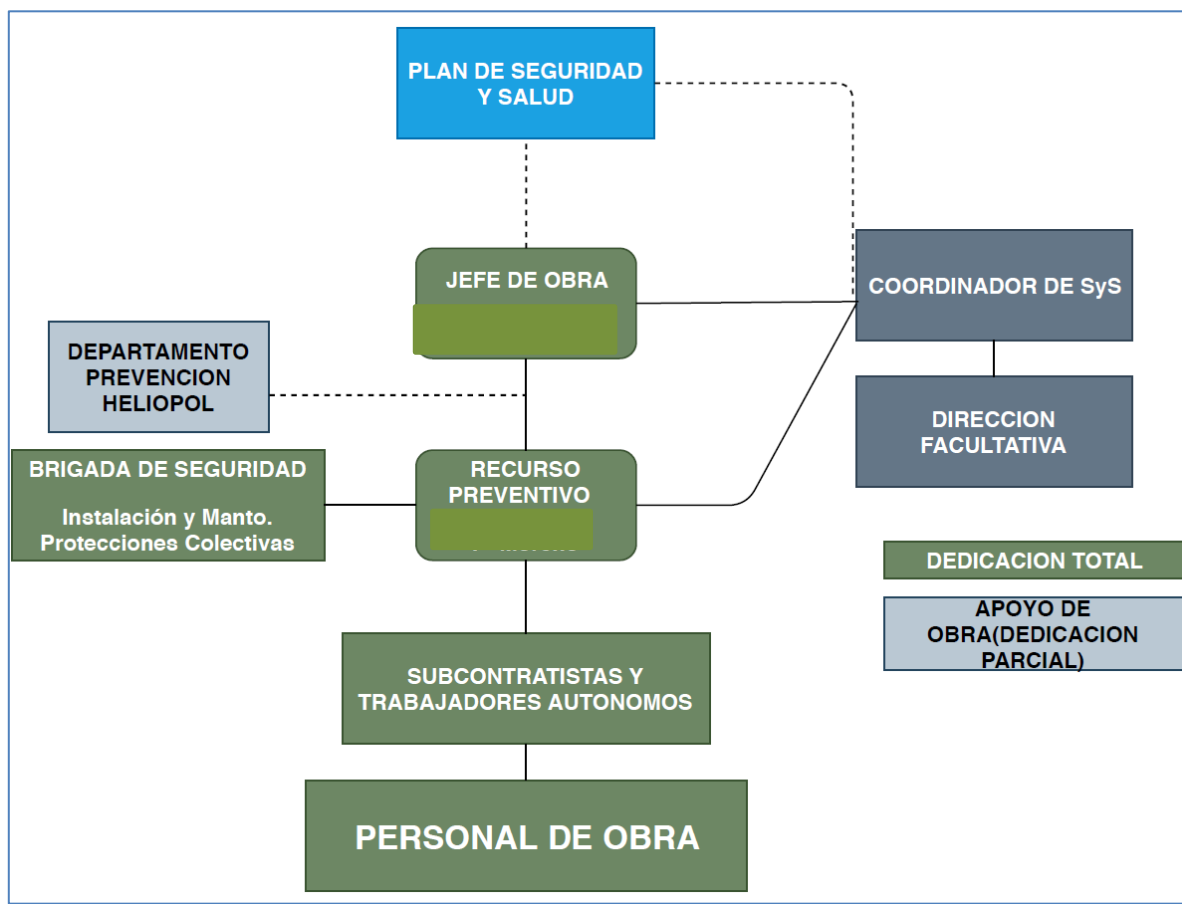 PLAN DE SEGURIDAD
Y SALUD
JEFE DE OBRA
COORDINADOR DE SyS
DEPARTAMENTO
PREVENCION
HELIOPOL
DIRECCION
FACULTATIVA
BRIGADA DE SEGURIDAD
Instalación y Manto.
Protecciones Colectivas
RECURSO
PREVENTIVO
DEDICACION TOTAL
APOYO DE
OBRA(DEDICACION
PARCIAL)
SUBCONTRATISTAS Y
TRABAJADORES AUTONOMOS
PERSONAL DE OBRA